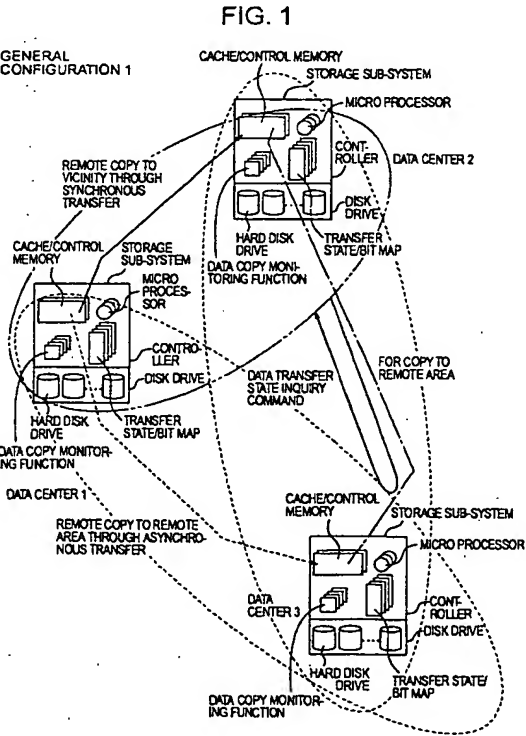 FIG. 1
GENERAL
CONFIGURATION 1
CACHE/CONTROL MEMORY
STORAGE SUB-SYSTEM
MICRO PROCESSOR
CONT-
ROLLER
DATA CENTER 2
DISK
DRIVE
HARD DISK
DRIVE
TRANSFER
STATE/BIT MAP
DATA COPY MONI-
TORING FUNCTION
REMOTE COPY TO
VICINITY THROUGH
SYNCHRONOUS
TRANSFER
CACHE/CONTROL
MEMORY
STORAGE
SUB-SYSTEM
MICRO
PROCES-
SOR
CONTRO-
LLER
DISK DRIVE
HARD DISK
DRIVE
TRANSFER
STATE/BIT MAP
DATA COPY MONITOR-
ING FUNCTION
DATA CENTER 1
DATA TRANSFER
STATE INQUIRY
COMMAND
FOR COPY TO
REMOTE AREA
REMOTE COPY TO REMOTE
AREA THROUGH ASYNCHRO-
NOUS TRANSFER
CACHE/CONTROL
MEMORY
STORAGE SUB-SYSTEM
MICRO PROCESSOR
DATA
CENTER 3
CONT-
ROLLER
DISK DRIVE
HARD DISK
DRIVE
TRANSFER STATE/
BIT MAP
DATA COPY MONITOR-
ING FUNCTION